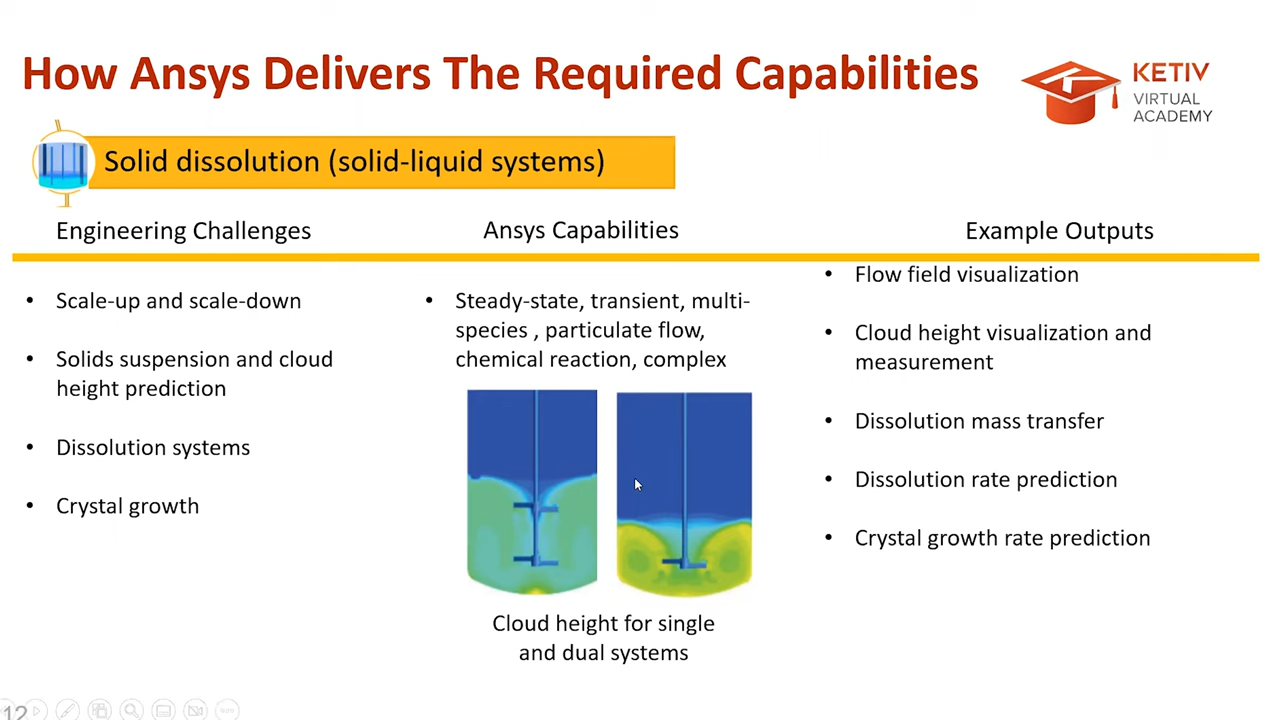 How Ansys Delivers The Required Capabilities
KETIV
VIRTUAL
ACADEMY
Solid dissolution (solid-liquid systems)
Engineering Challenges
• Scale-up and scale-down
• Solids suspension and cloud
height prediction
• Dissolution systems
• Crystal growth
Ansys Capabilities
• Steady-state, transient, multi-
species , particulate flow,
chemical reaction, complex
Cloud height for single
and dual systems
Example Outputs
• Flow field visualization
• Cloud height visualization and
measurement
• Dissolution mass transfer
• Dissolution rate prediction
• Crystal growth rate prediction
12